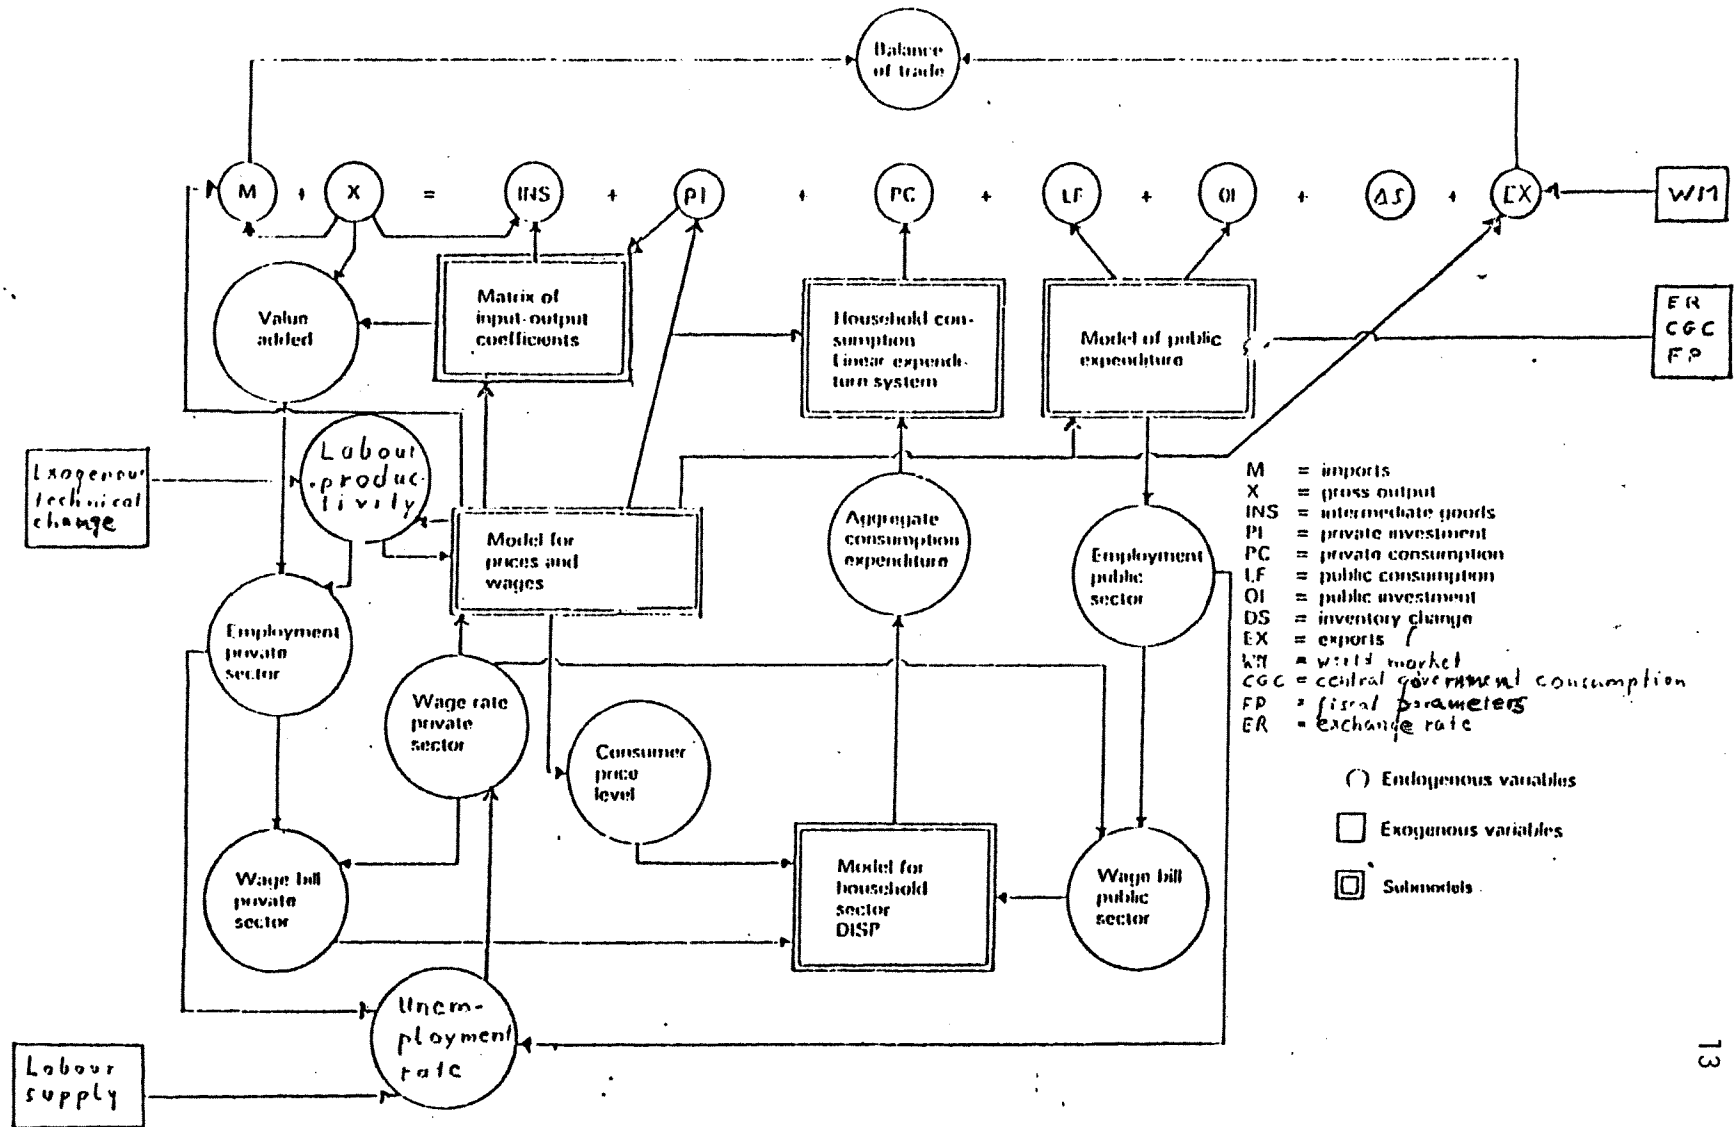 Balance
of trade
M + X = INS + PI + PC + LF + OI + ΔS + EX
WM
Value
added
Matrix of
input-output
coefficients
Household con-
sumption
Linear expendi-
turn system
Model of public
expenditure
ER
CGC
FP
Exogenous
technical
change
Labour
produc-
tivity
Model for
prices and
wages
Aggregate
consumption
expenditure
Employment
public
sector
M = imports
X = gross output
INS = intermediate goods
PI = private investment
PC = private consumption
LF = public consumption
OI = public investment
DS = inventory change
EX = exports
WM = world market
CGC = central government consumption
FP = fiscal parameters
ER = exchange rate
Employment
private
sector
Wage rate
private
sector
Consumer
price
level
Endogenous variables
Exogenous variables
Submodels
Wage bill
private
sector
Model for
household
sector
DISP
Wage bill
public
sector
Unem-
ployment
rate
Labour
supply
13